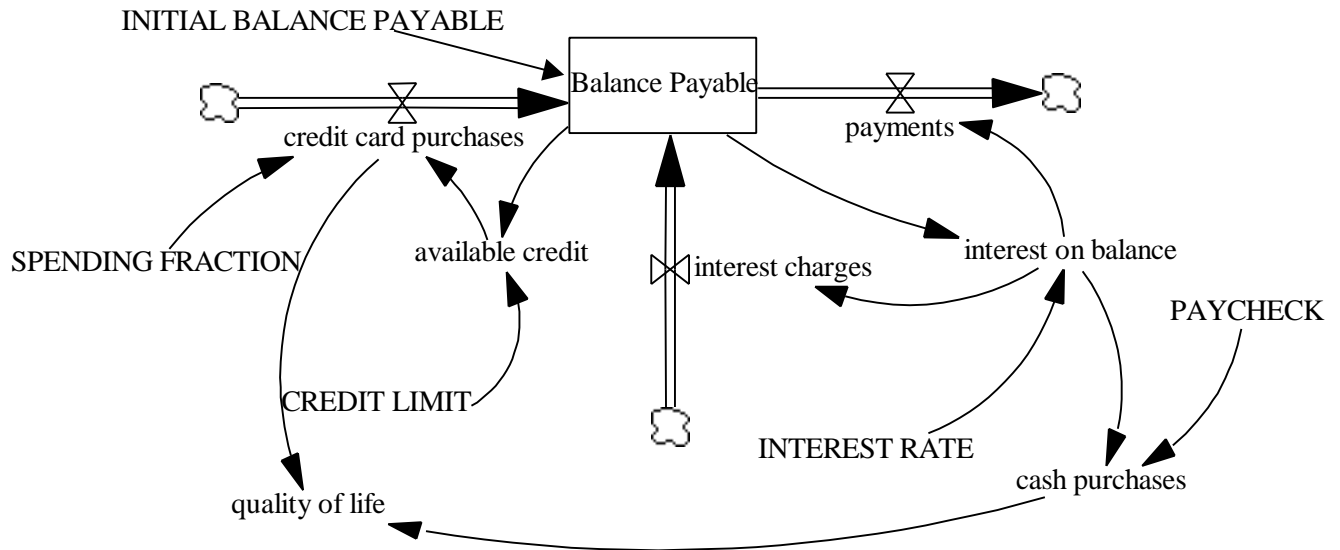 INITIAL BALANCE PAYABLE
Balance Payable
credit card purchases
payments
SPENDING FRACTION
available credit
interest charges
interest on balance
PAYCHECK
CREDIT LIMIT
INTEREST RATE
cash purchases
quality of life